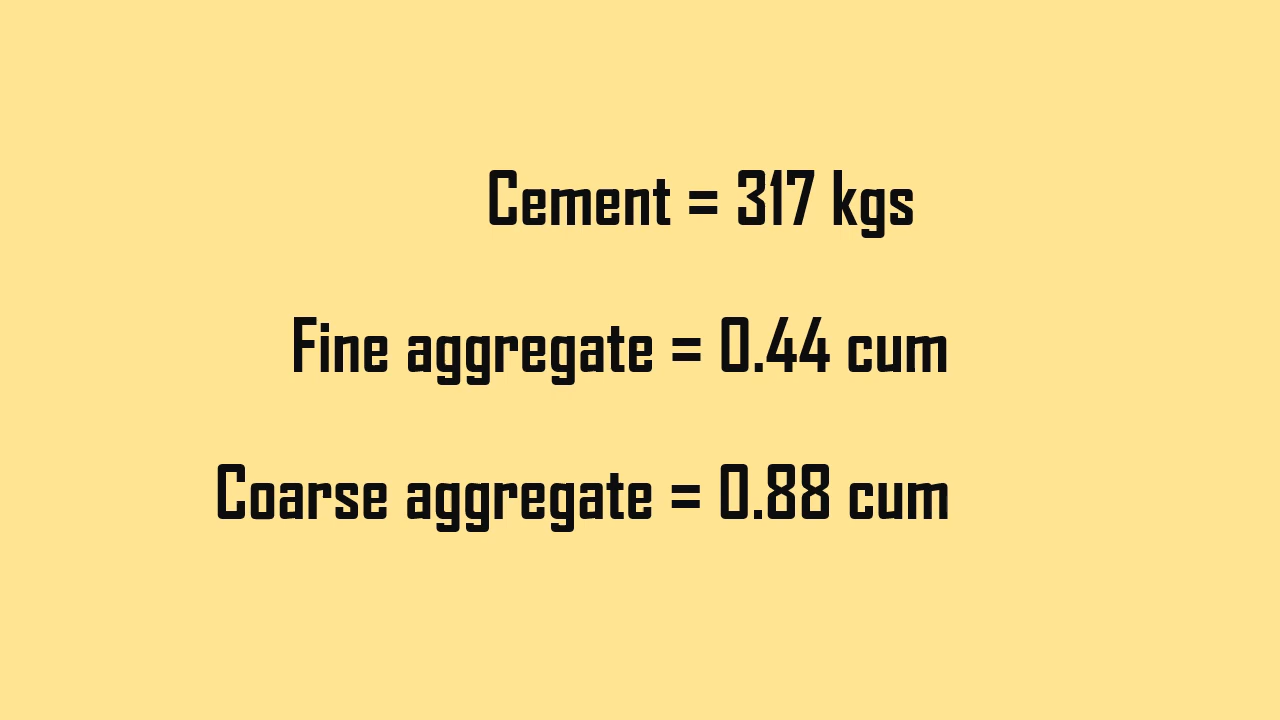 Cement = 317 kgs
Fine aggregate = 0.44 cum
Coarse aggregate = 0.88 cum